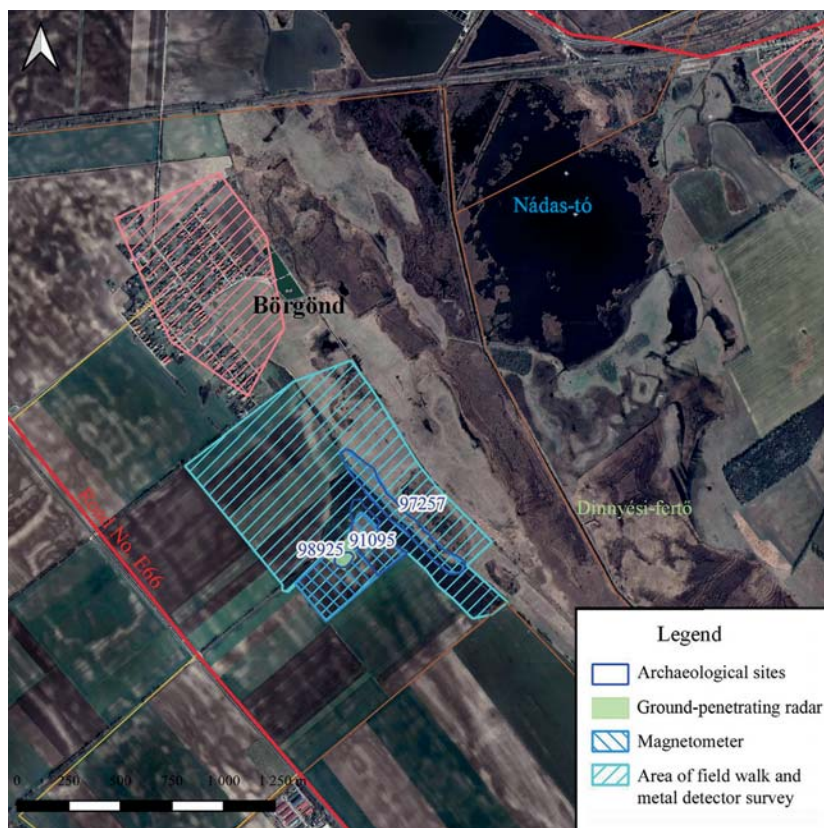 Nádas-tó
Börgönd
97257
91095
98925
Dinnyési-fertő
Road No. E66
Legend
Archaeological sites
Ground-penetrating radar
Magnetometer
Area of field walk and
metal detector survey
0 250 500 750 1 000 1 250 m